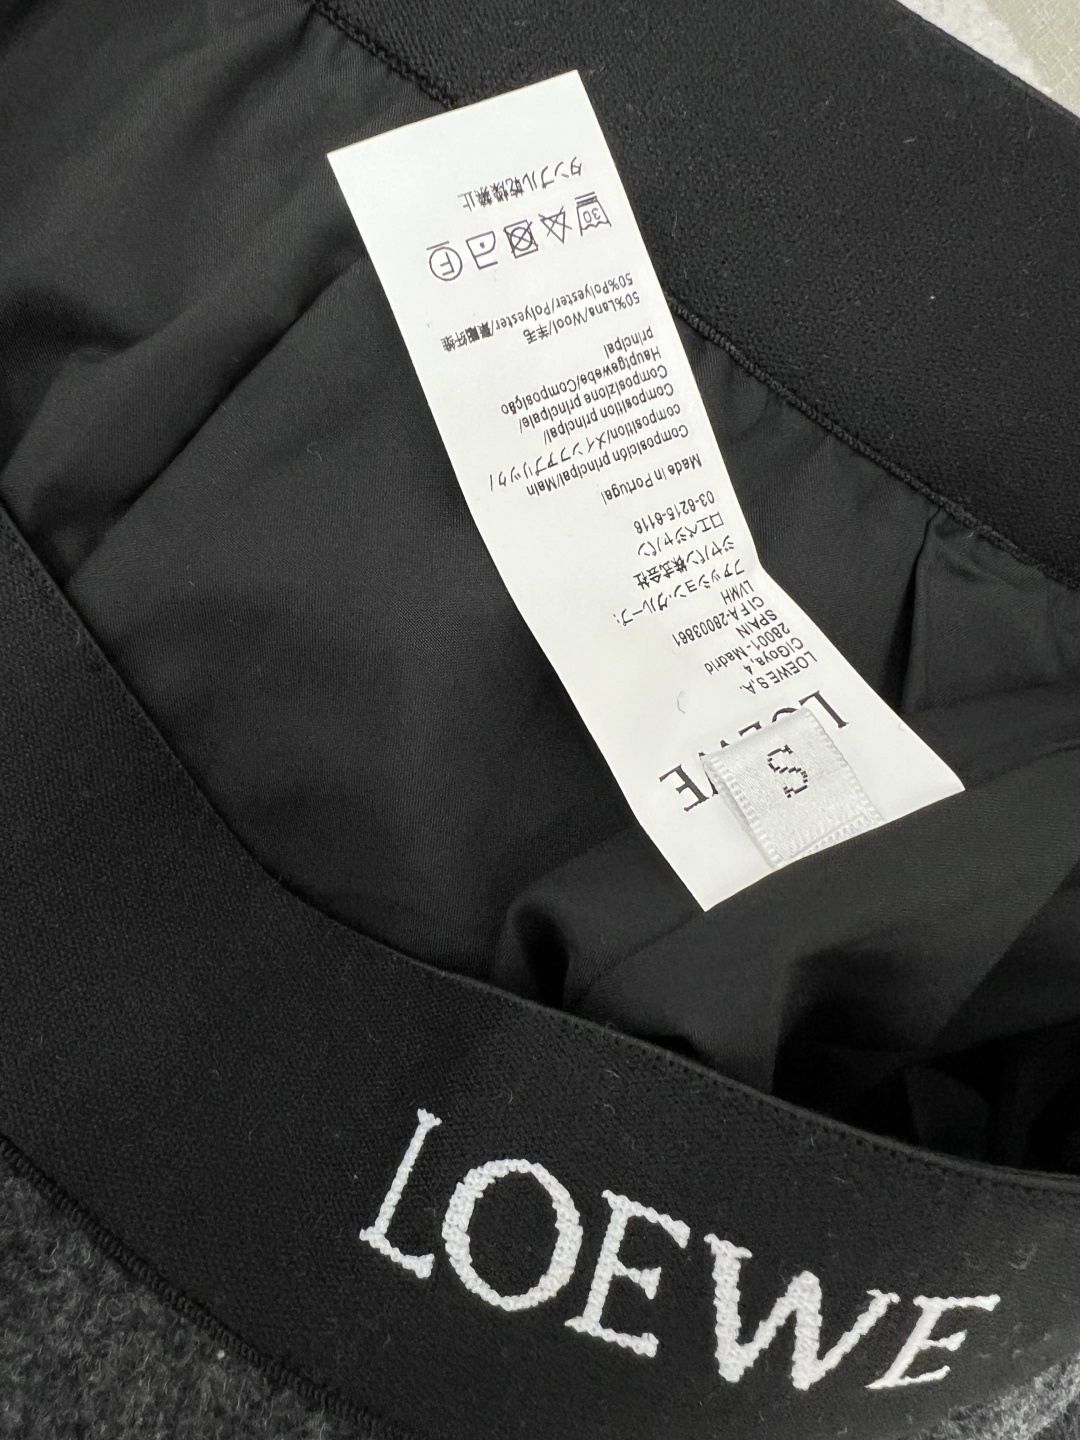 LOEWE
S
LOEWE S,A.
C|Goya, 4
28001- Madrid
SPAIN
CIF A-28003861
LVMH
ファッション.グループ.
ジャパン株式会社
ロエベジャパン
03-6215-6116
Made in Portugal
Composición principal/Main
composition/メインファブリック/
Composition principal/
Composizione principale/
Hauptgewebe/Composição
principal
50%Lana/Wool/羊毛
50%Polyester/Polyester/聚酯纤维
30
F
タンブル乾燥禁止
LOEWE